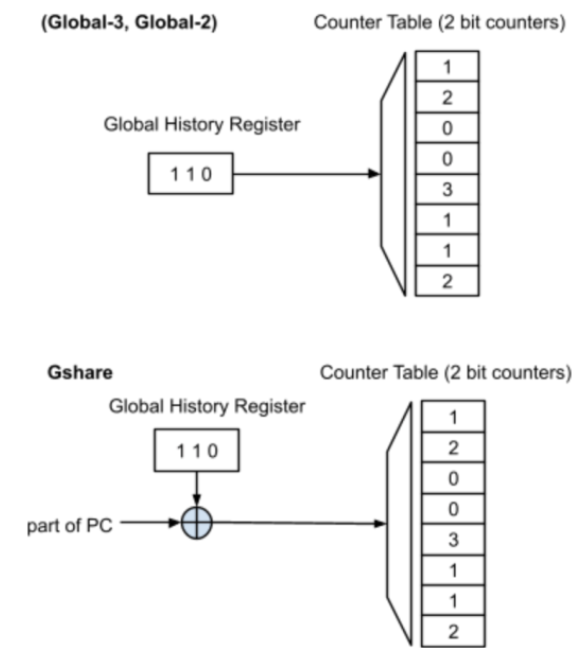 (Global-3, Global-2) Counter Table (2 bit counters)
1
2
Global History Register
0
0
1 1 0
3
1
1
2
Gshare Counter Table (2 bit counters)
Global History Register
1
2
1 1 0
0
0
part of PC
3
1
1
2